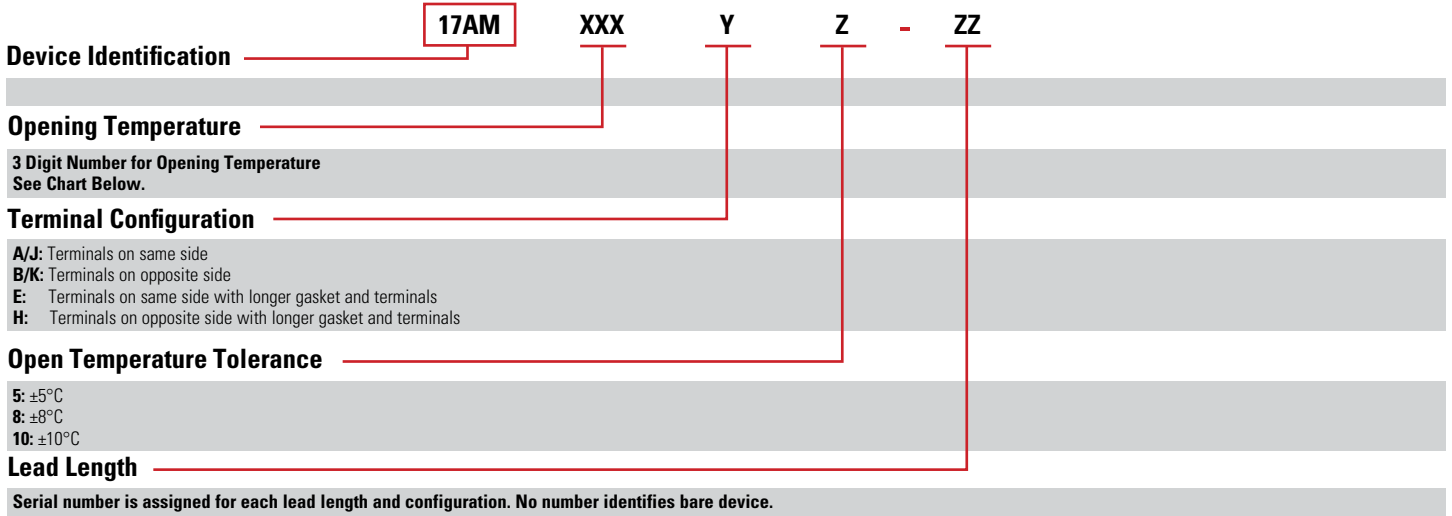 17AM XXX Y Z - ZZ
Device Identification
Opening Temperature
3 Digit Number for Opening Temperature
See Chart Below.
Terminal Configuration
A/J: Terminals on same side
B/K: Terminals on opposite side
E: Terminals on same side with longer gasket and terminals
H: Terminals on opposite side with longer gasket and terminals
Open Temperature Tolerance
5: ±5°C
8: ±8°C
10: ±10°C
Lead Length
Serial number is assigned for each lead length and configuration. No number identifies bare device.